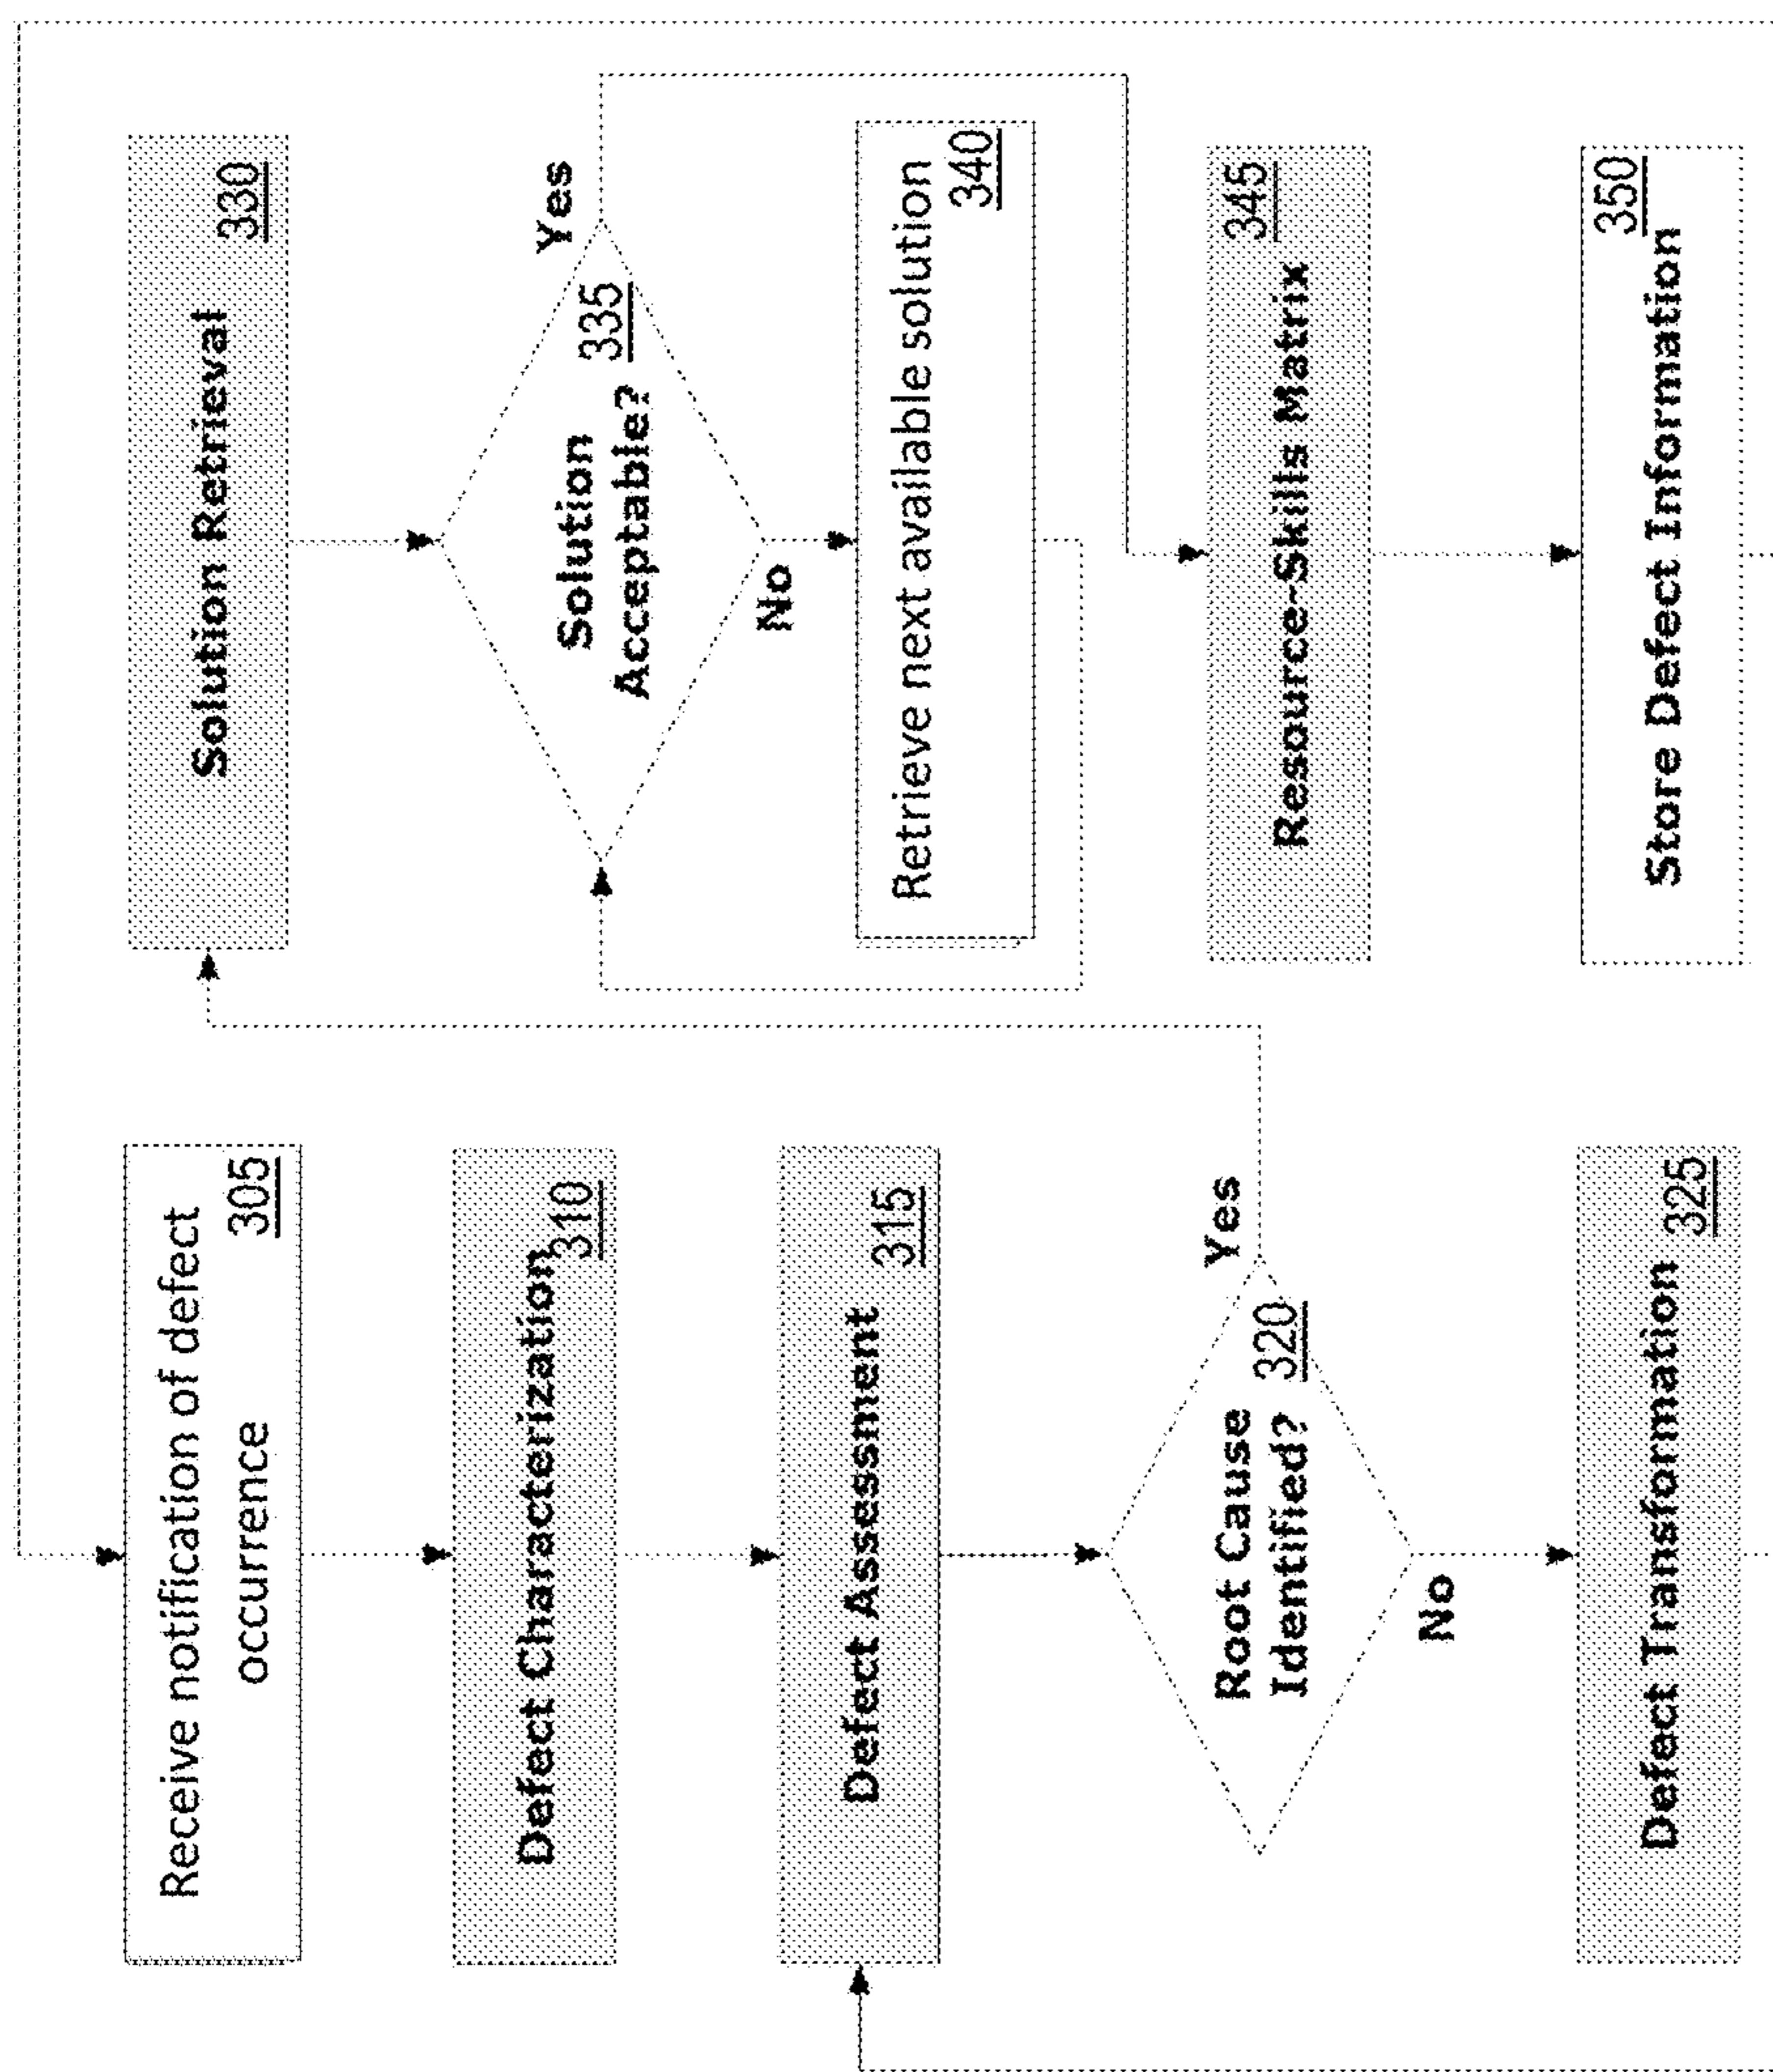 Receive notification of defect
occurrence 305
Defect Characterization 310
Defect Assessment 315
Root Cause
Identified? 320
Yes
No
Defect Transformation 325
Solution Retrieval 330
Solution
Acceptable? 335
Yes
No
Retrieve next available solution
340
Resource-Skills Matrix 345
Store Defect Information 350